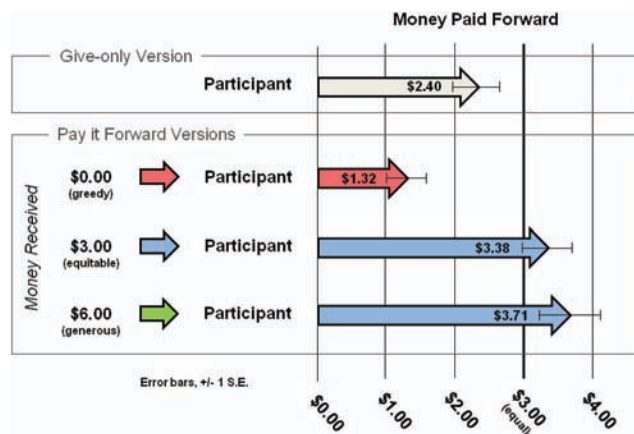 Money Paid Forward
Give-only Version
Participant
$2.40
Pay it Forward Versions
Money Received
$0.00
(greedy)
Participant
$1.32
$3.00
(equitable)
Participant
$3.38
$6.00
(generous)
Participant
$3.71
Error bars, +/- 1 S.E.
$0.00
$1.00
$2.00
$3.00
(equal)
$4.00